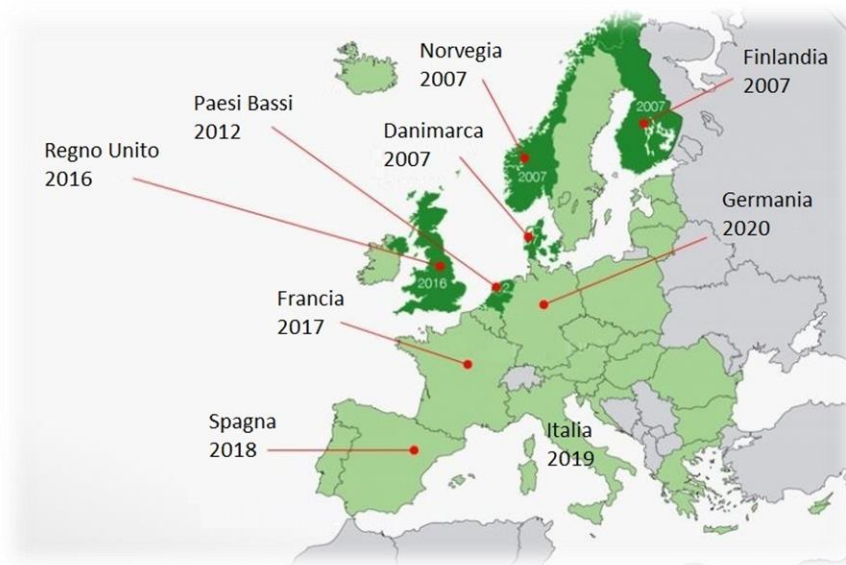 Norvegia
2007
Finlandia
2007
Paesi Bassi
2012
Danimarca
2007
Regno Unito
2016
Germania
2020
Francia
2017
Spagna
2018
Italia
2019
2007
2007
2016